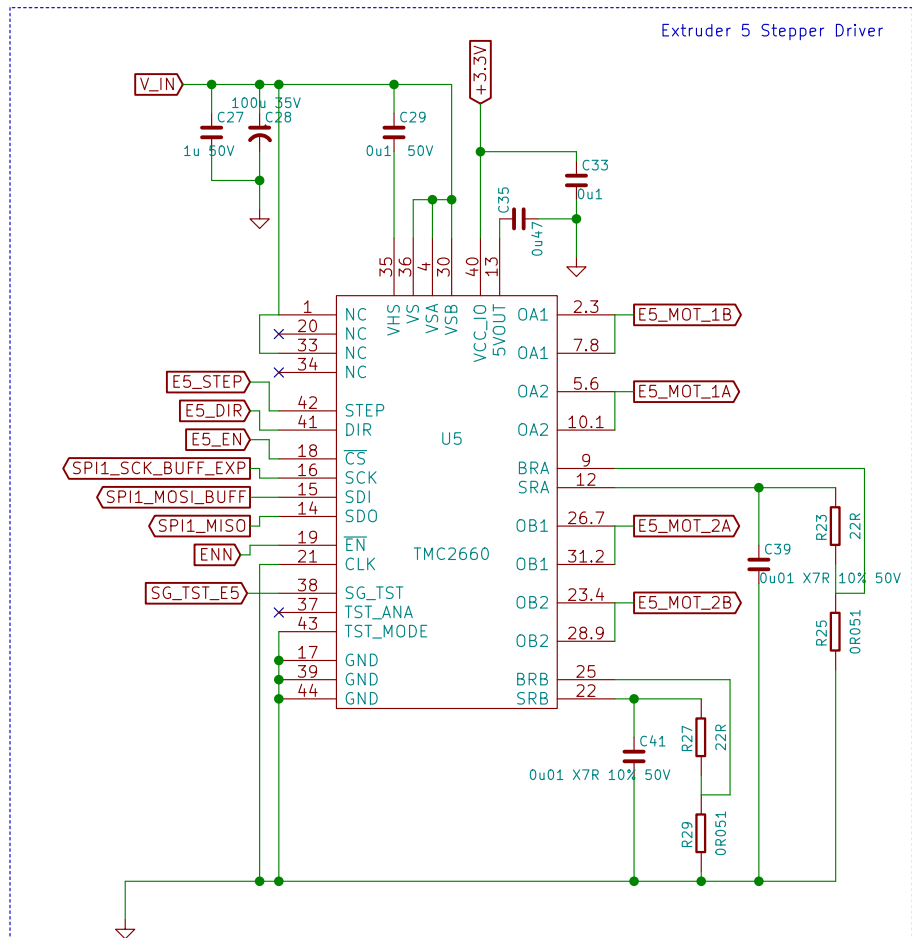 Extruder 5 Stepper Driver
+3.3V
V_IN
100u 35V
C27
C28
1u 50V
C29
0u1 50V
C33
0u1
C35
0u47
35
36
4
30
40
13
VHS
VS
VSA
VSB
VCC_IO
5VOUT
1 NC
20 NC
33 NC
34 NC
E5_STEP
42 STEP
E5_DIR
41 DIR
E5_EN
18 CS
SPI1_SCK_BUFF_EXP
16 SCK
SPI1_MOSI_BUFF
15 SDI
SPI1_MISO
14 SDO
ENN
19 EN
21 CLK
SG_TST_E5
38 SG_TST
37 TST_ANA
43 TST_MODE
17 GND
39 GND
44 GND
U5
TMC2660
OA1 2.3
E5_MOT_1B
OA1 7.8
OA2 5.6
E5_MOT_1A
OA2 10.1
BRA 9
SRA 12
OB1 26.7
E5_MOT_2A
OB1 31.2
OB2 23.4
E5_MOT_2B
OB2 28.9
BRB 25
SRB 22
R23
22R
C39
0u01 X7R 10% 50V
R25
0R051
R27
22R
C41
0u01 X7R 10% 50V
R29
0R051